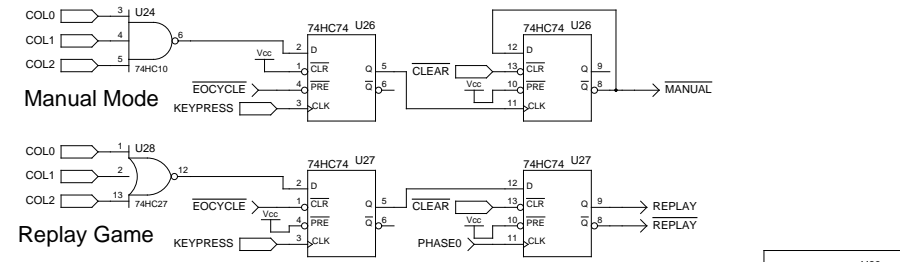 COL0 3 U24
COL1 4 6
COL2 5 74HC10
Manual Mode
74HC74 U26
2 D
Vcc 1 CLR Q 5
EOCYCLE 4 PRE Q 6
KEYPRESS 3 CLK
74HC74 U26
12 D
CLEAR 13 CLR Q 9
Vcc 10 PRE Q 8 MANUAL
11 CLK
COL0 1 U28
COL1 2 12
COL2 13 74HC27
Replay Game
74HC74 U27
2 D
EOCYCLE 1 CLR Q 5
Vcc 4 PRE Q 6
KEYPRESS 3 CLK
74HC74 U27
12 D
CLEAR 13 CLR Q 9 REPLAY
Vcc 10 PRE Q 8 REPLAY
PHASE0 11 CLK